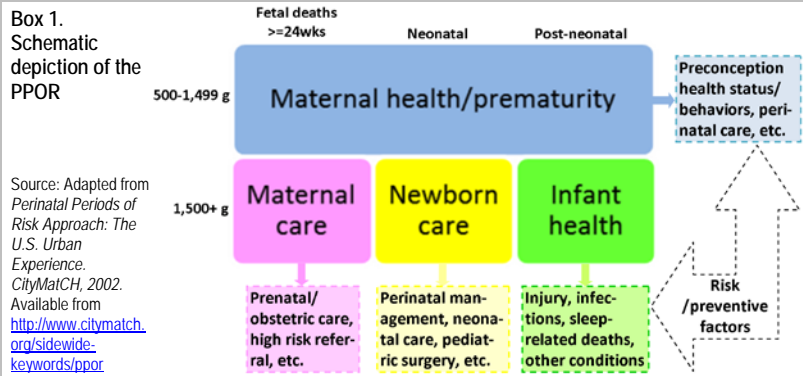 Box 1.
Schematic
depiction of the
PPOR
Source: Adapted from
Perinatal Periods of
Risk Approach: The
U.S. Urban
Experience.
CityMatCH, 2002.
Available from
http://www.citymatch.
org/sidewide-
keywords/ppor
Fetal deaths
>=24wks
Neonatal
Post-neonatal
500-1,499 g
Maternal health/prematurity
Preconception
health status/
behaviors, peri-
natal care, etc.
1,500+ g
Maternal
care
Newborn
care
Infant
health
Prenatal/
obstetric care,
high risk refer-
ral, etc.
Perinatal man-
agement, neona-
tal care, pediat-
ric surgery, etc.
Injury, infec-
tions, sleep-
related deaths,
other conditions
Risk
/preventive
factors